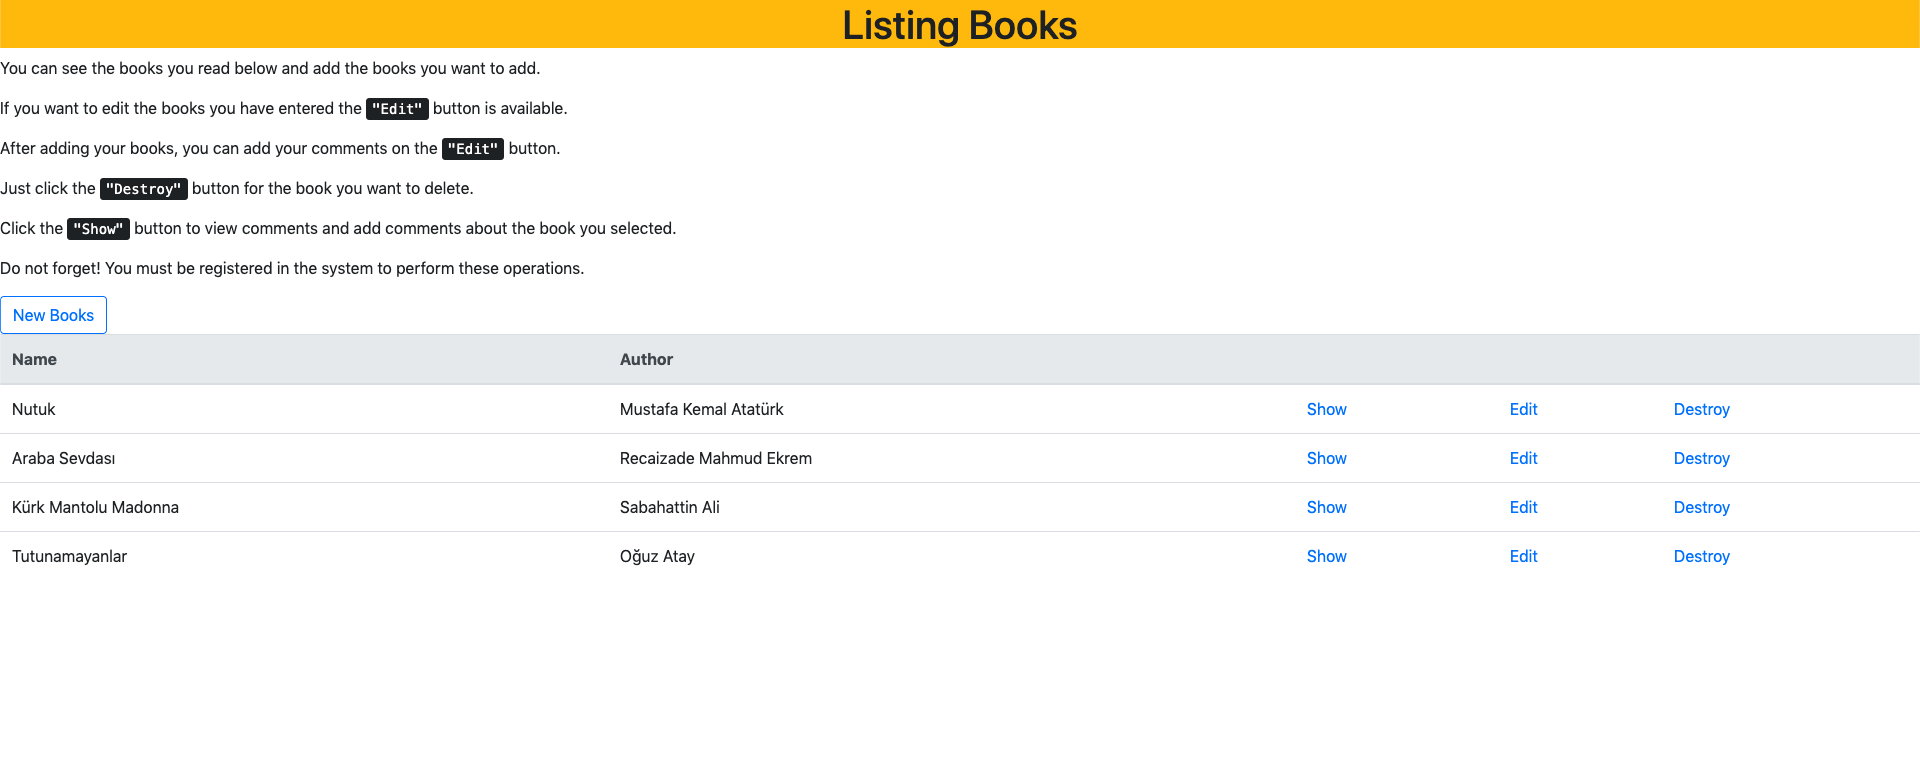 Listing Books
You can see the books you read below and add the books you want to add.
If you want to edit the books you have entered the "Edit" button is available.
After adding your books, you can add your comments on the "Edit" button.
Just click the "Destroy" button for the book you want to delete.
Click the "Show" button to view comments and add comments about the book you selected.
Do not forget! You must be registered in the system to perform these operations.
New Books
Name Author
Nutuk Mustafa Kemal Atatürk Show Edit Destroy
Araba Sevdası Recaizade Mahmud Ekrem Show Edit Destroy
Kürk Mantolu Madonna Sabahattin Ali Show Edit Destroy
Tutunamayanlar Oğuz Atay Show Edit Destroy